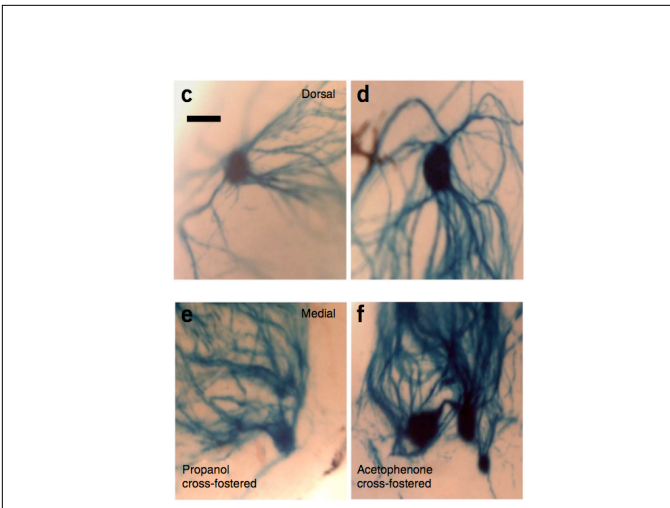 c
Dorsal
d
e
Medial
f
Propanol
cross-fostered
Acetophenone
cross-fostered